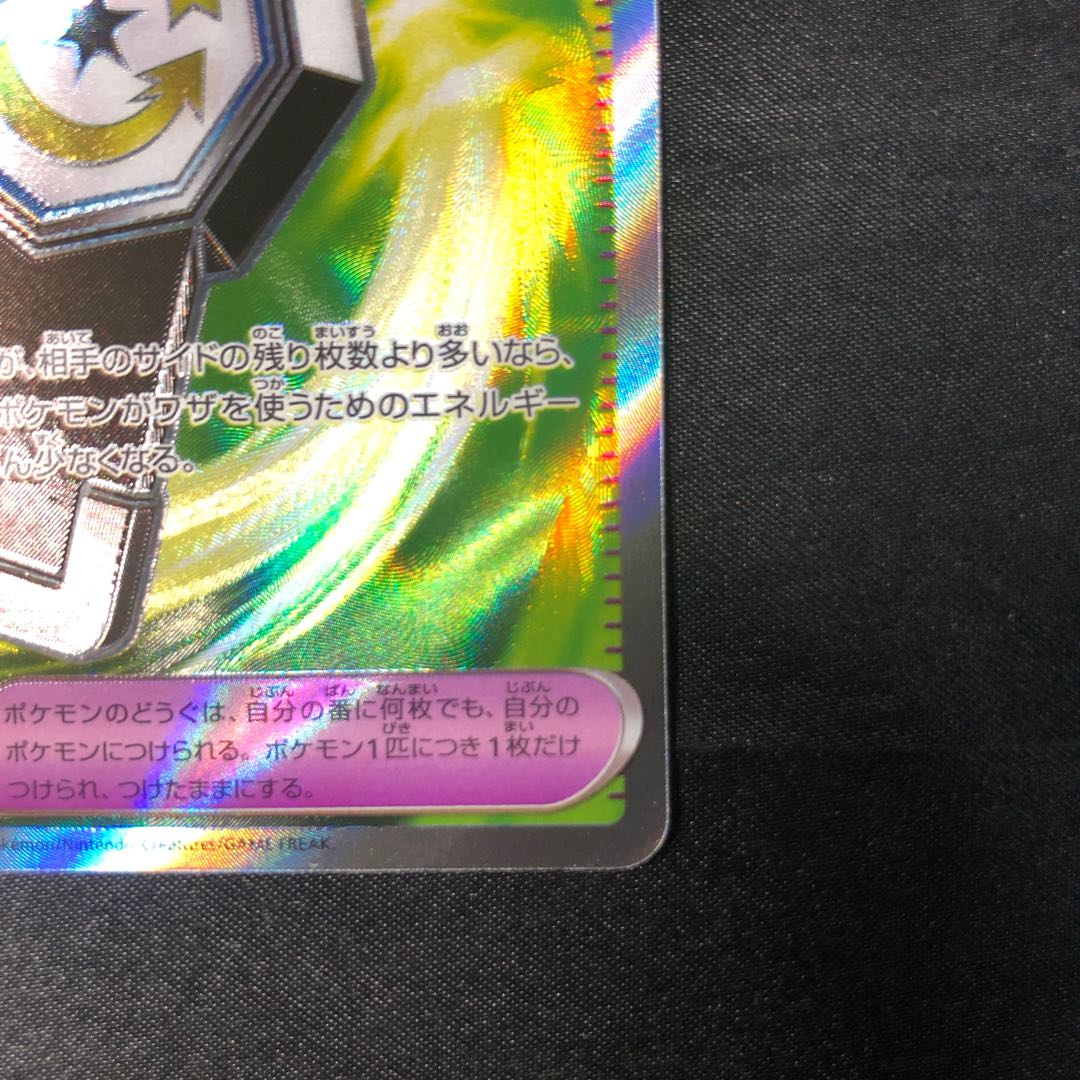 が、相手のサイドの残り枚数より多いなら、
ポケモンがワザを使うためのエネルギー
ん少なくなる。
ポケモンのどうぐは、自分の番に何枚でも、自分の
ポケモンにつけられる。ポケモン1匹につき1枚だけ
つけられ、つけたままにする。
okémon/Nintendo/Creatures/GAME FREAK.